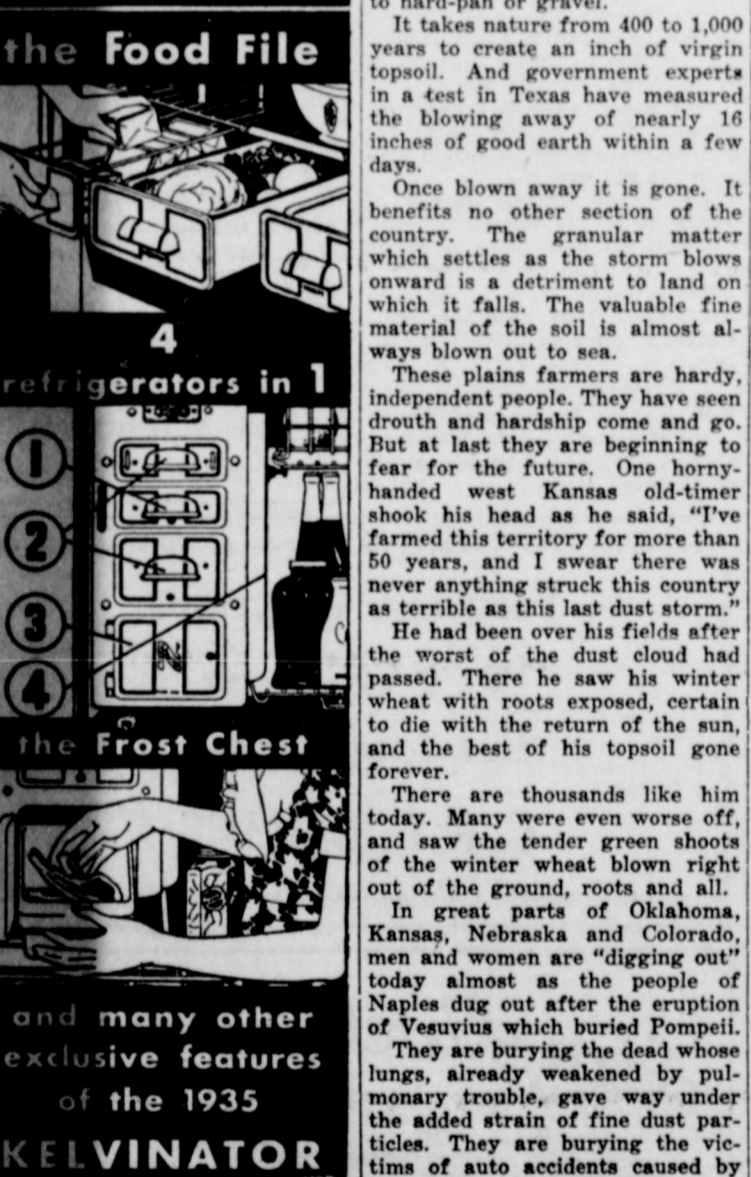 the Food File
4
refrigerators in 1
1
2
3
4
the Frost Chest
and many other
exclusive features
of the 1935
KELVINATOR
to hard-pan or gravel.
It takes nature from 400 to 1,000
years to create an inch of virgin
topsoil. And government experts
in a test in Texas have measured
the blowing away of nearly 16
inches of good earth within a few
days.
Once blown away it is gone. It
benefits no other section of the
country. The granular matter
which settles as the storm blows
onward is a detriment to land on
which it falls. The valuable fine
material of the soil is almost al-
ways blown out to sea.
These plains farmers are hardy,
independent people. They have seen
drouth and hardship come and go.
But at last they are beginning to
fear for the future. One horny-
handed west Kansas old-timer
shook his head as he said, “I’ve
farmed this territory for more than
50 years, and I swear there was
never anything struck this country
as terrible as this last dust storm.”
He had been over his fields after
the worst of the dust cloud had
passed. There he saw his winter
wheat with roots exposed, certain
to die with the return of the sun,
and the best of his topsoil gone
forever.
There are thousands like him
today. Many were even worse off,
and saw the tender green shoots
of the winter wheat blown right
out of the ground, roots and all.
In great parts of Oklahoma,
Kansas, Nebraska and Colorado,
men and women are “digging out”
today almost as the people of
Naples dug out after the eruption
of Vesuvius which buried Pompeii.
They are burying the dead whose
lungs, already weakened by pul-
monary trouble, gave way under
the added strain of fine dust par-
ticles. They are burying the vic-
tims of auto accidents caused by